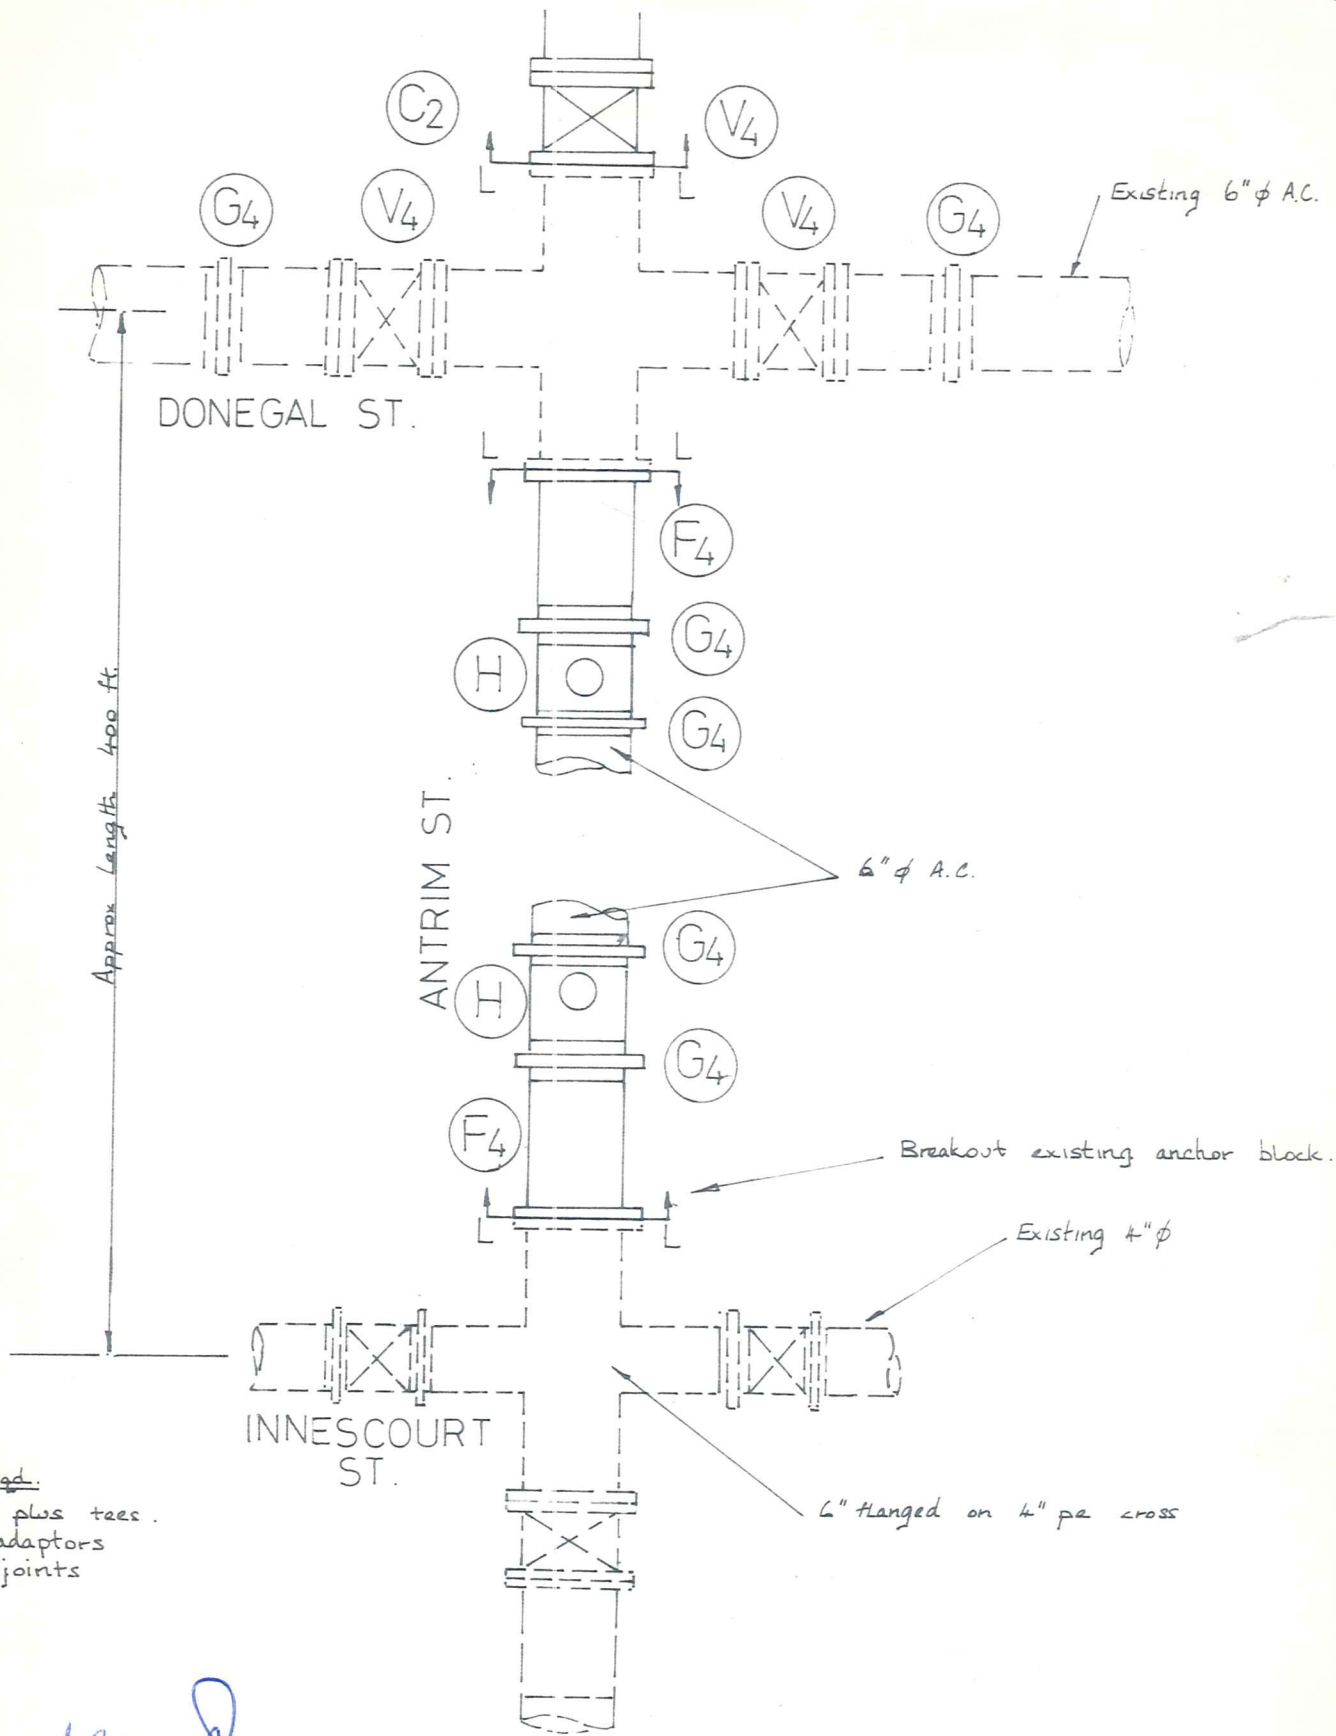 C2
V4
L
L
G4
V4
V4
G4
Existing 6"ϕ A.C.
DONEGAL ST.
L
L
F4
G4
H
G4
Approx Length 400 ft.
ANTRIM ST.
6"ϕ A.C.
G4
H
G4
F4
Breakout existing anchor block.
L
L
Existing 4"ϕ
INNESCOURT
ST.
6" flanged on 4" pe cross
plus tees.
adaptors
joints